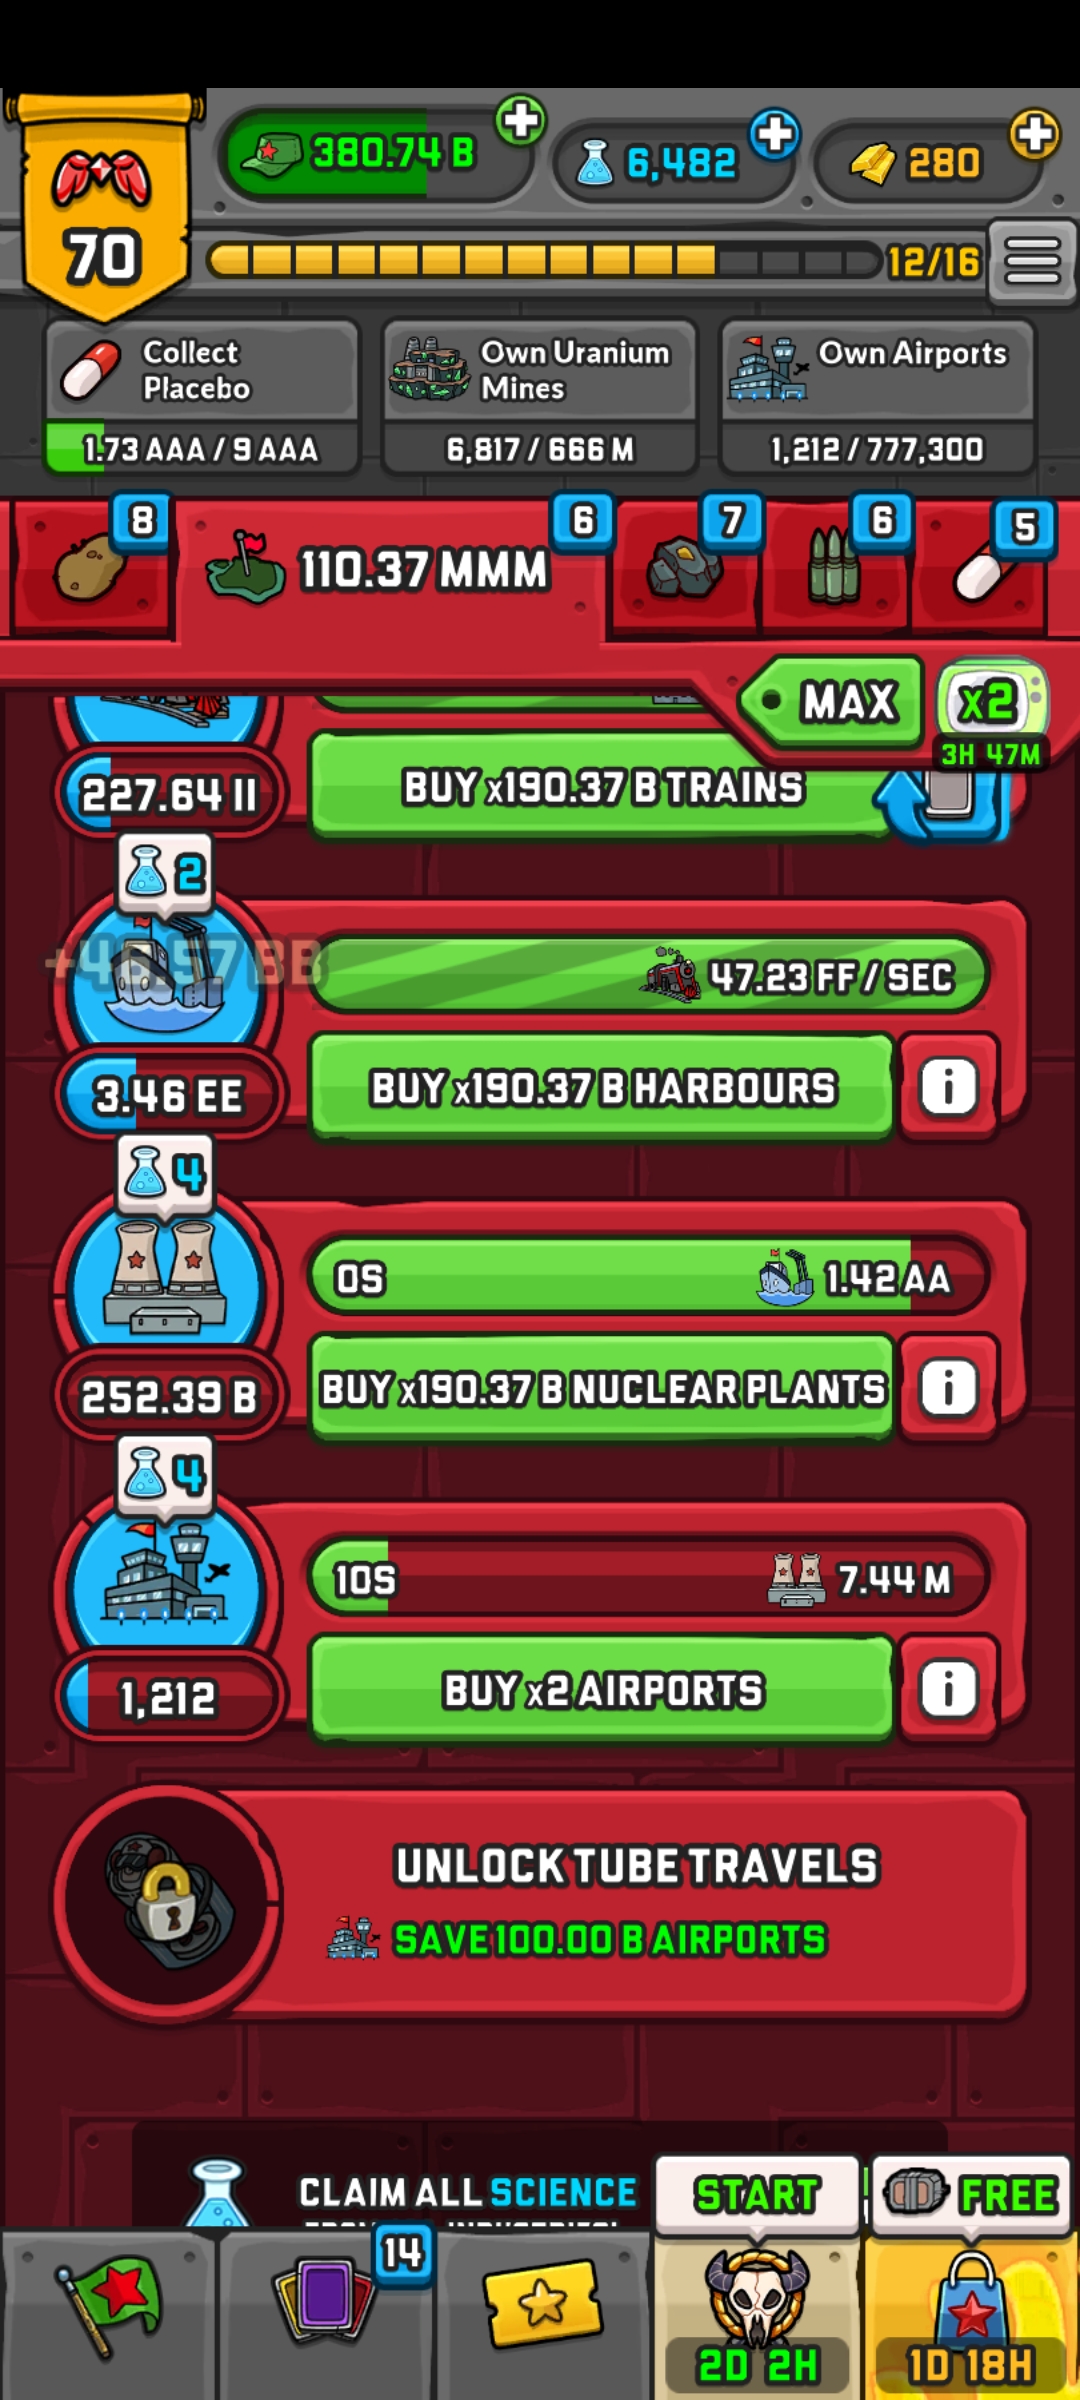 380.74 B
6,482
280
70
12/16
Collect
Placebo
1.73 AAA / 9 AAA
Own Uranium
Mines
6,817 / 666 M
Own Airports
1,212 / 777,300
8
110.37 MMM
6
7
6
5
MAX
x2
3H 47M
227.64 II
BUY x190.37 B TRAINS
2
47.23 FF / SEC
3.46 EE
BUY x190.37 B HARBOURS
i
4
0S
1.42 AA
252.39 B
BUY x190.37 B NUCLEAR PLANTS
i
4
10S
7.44 M
1,212
BUY x2 AIRPORTS
i
UNLOCK TUBE TRAVELS
SAVE 100.00 B AIRPORTS
CLAIM ALL SCIENCE
START
FREE
14
2D 2H
1D 18H